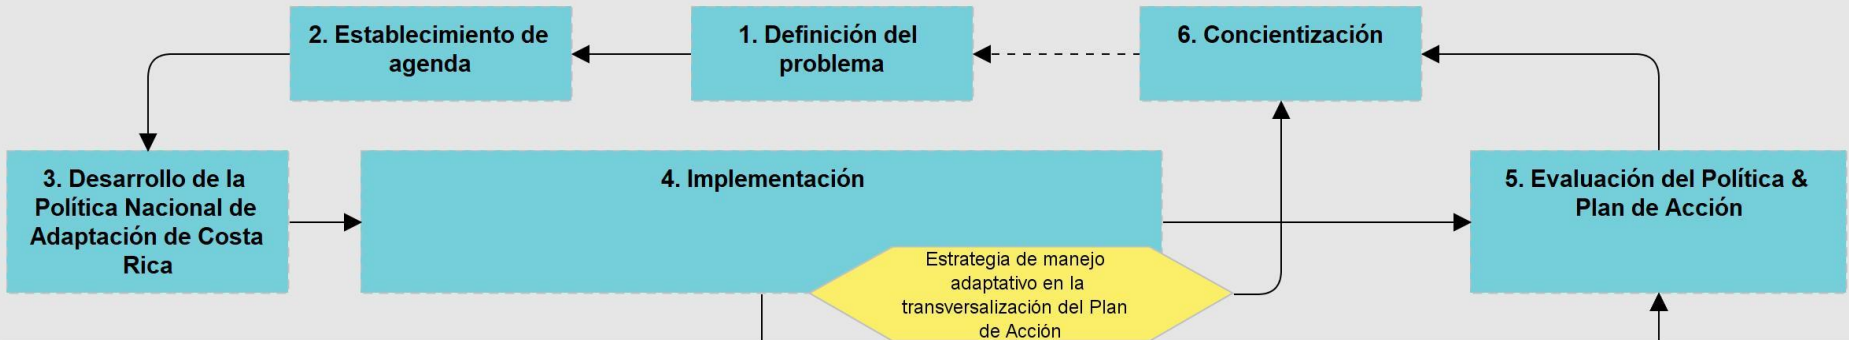 2. Establecimiento de
agenda
1. Definición del
problema
6. Concientización
3. Desarrollo de la
Política Nacional de
Adaptación de Costa
Rica
4. Implementación
5. Evaluación del Política &
Plan de Acción
Estrategia de manejo
adaptativo en la
transversalización del Plan
de Acción